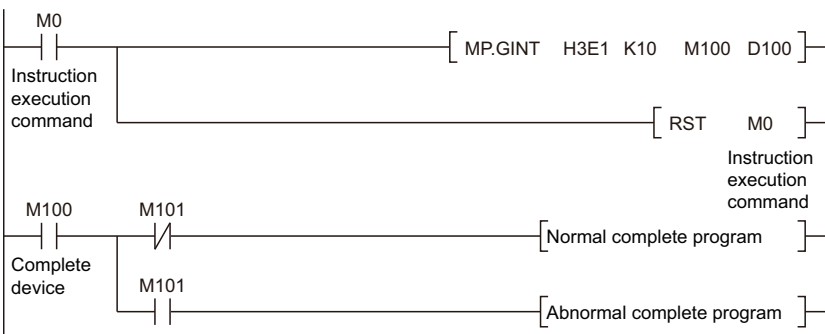 M0
MP.GINT H3E1 K10 M100 D100
Instruction
execution
command
RST M0
Instruction
execution
command
M100 M101
Normal complete program
Complete
device
M101
Abnormal complete program